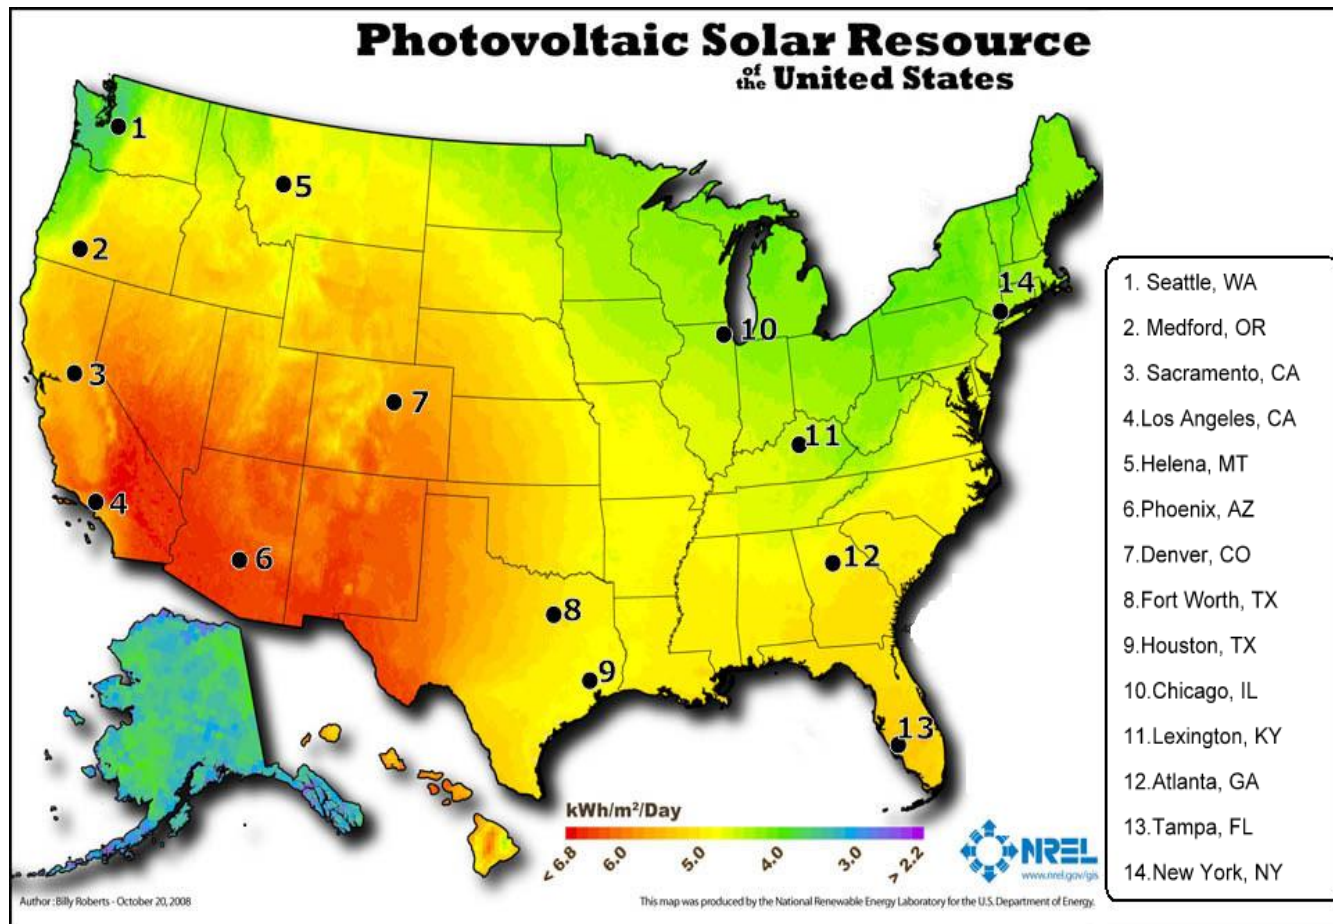 Photovoltaic Solar Resource
of the United States
1
2
3
4
5
6
7
8
9
10
11
12
13
14
1. Seattle, WA
2. Medford, OR
3. Sacramento, CA
4.Los Angeles, CA
5.Helena, MT
6.Phoenix, AZ
7.Denver, CO
8.Fort Worth, TX
9.Houston, TX
10.Chicago, IL
11.Lexington, KY
12.Atlanta, GA
13.Tampa, FL
14.New York, NY
kWh/m²/Day
< 6.8 6.0 5.0 4.0 3.0 > 2.2
NREL
www.nrel.gov/gis
Author : Billy Roberts - October 20, 2008
This map was produced by the National Renewable Energy Laboratory for the U.S. Department of Energy.